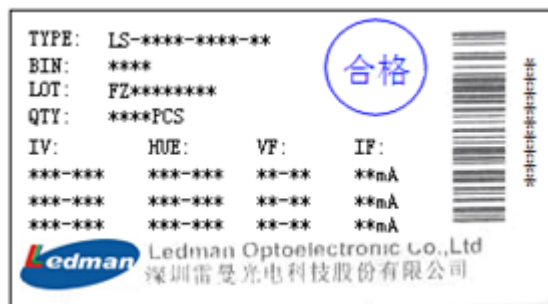 TYPE: LS-****-****-**
BIN: ****
LOT: FZ********
QTY: ****PCS
合格
IV: HUE: VF: IF:
***-*** ***-*** **-** **mA
***-*** ***-*** **-** **mA
***-*** ***-*** **-** **mA
Ledman
Ledman Optoelectronic Co.,Ltd
深圳雷曼光电科技股份有限公司